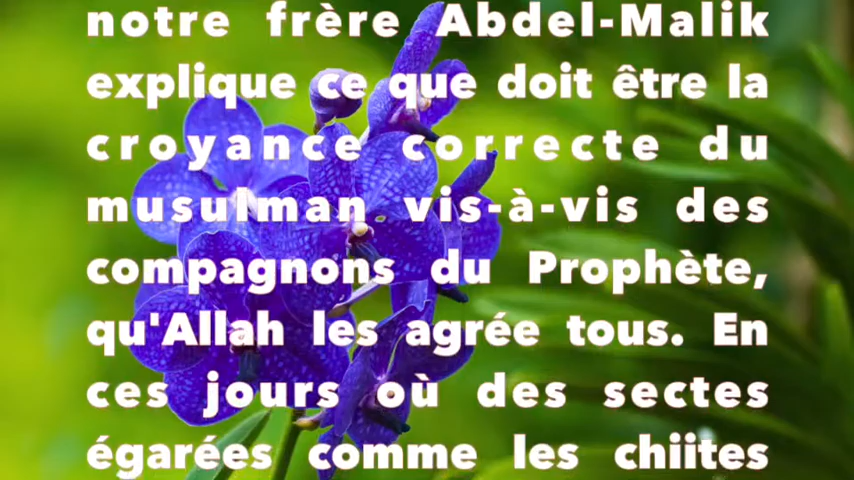 notre frère Abdel-Malik
explique ce que doit être la
croyance correcte du
musulman vis-à-vis des
compagnons du Prophète,
qu'Allah les agrée tous. En
ces jours où des sectes
égarées comme les chiites